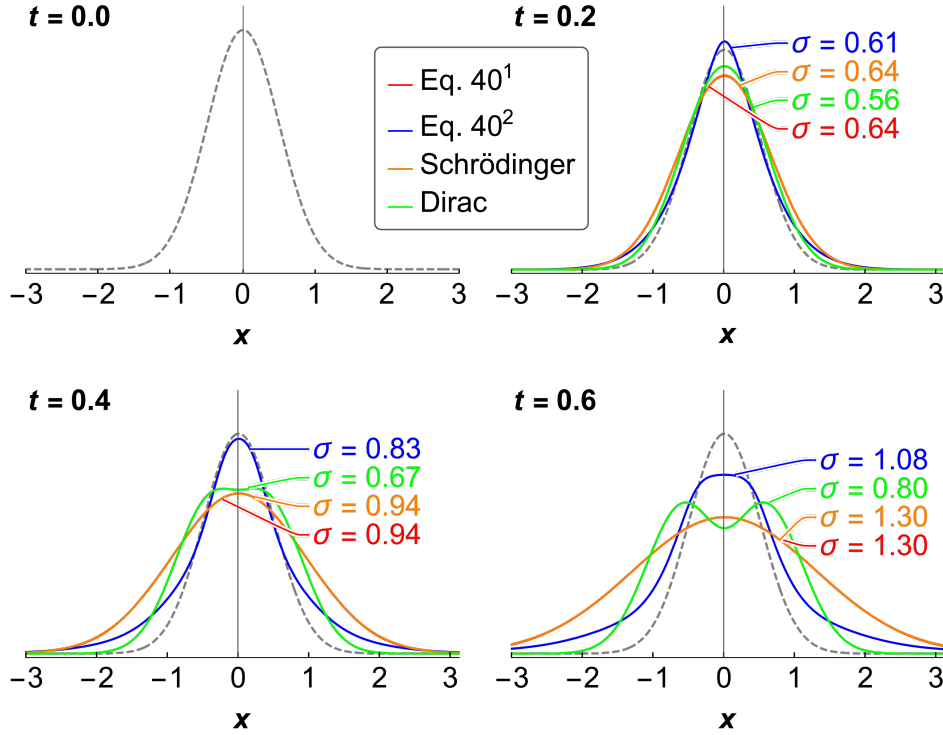 t = 0.0
Eq. 40¹
Eq. 40²
Schrödinger
Dirac
−3 −2 −1 0 1 2 3
x
t = 0.2
σ = 0.61
σ = 0.64
σ = 0.56
σ = 0.64
−3 −2 −1 0 1 2 3
x
t = 0.4
σ = 0.83
σ = 0.67
σ = 0.94
σ = 0.94
−3 −2 −1 0 1 2 3
x
t = 0.6
σ = 1.08
σ = 0.80
σ = 1.30
σ = 1.30
−3 −2 −1 0 1 2 3
x